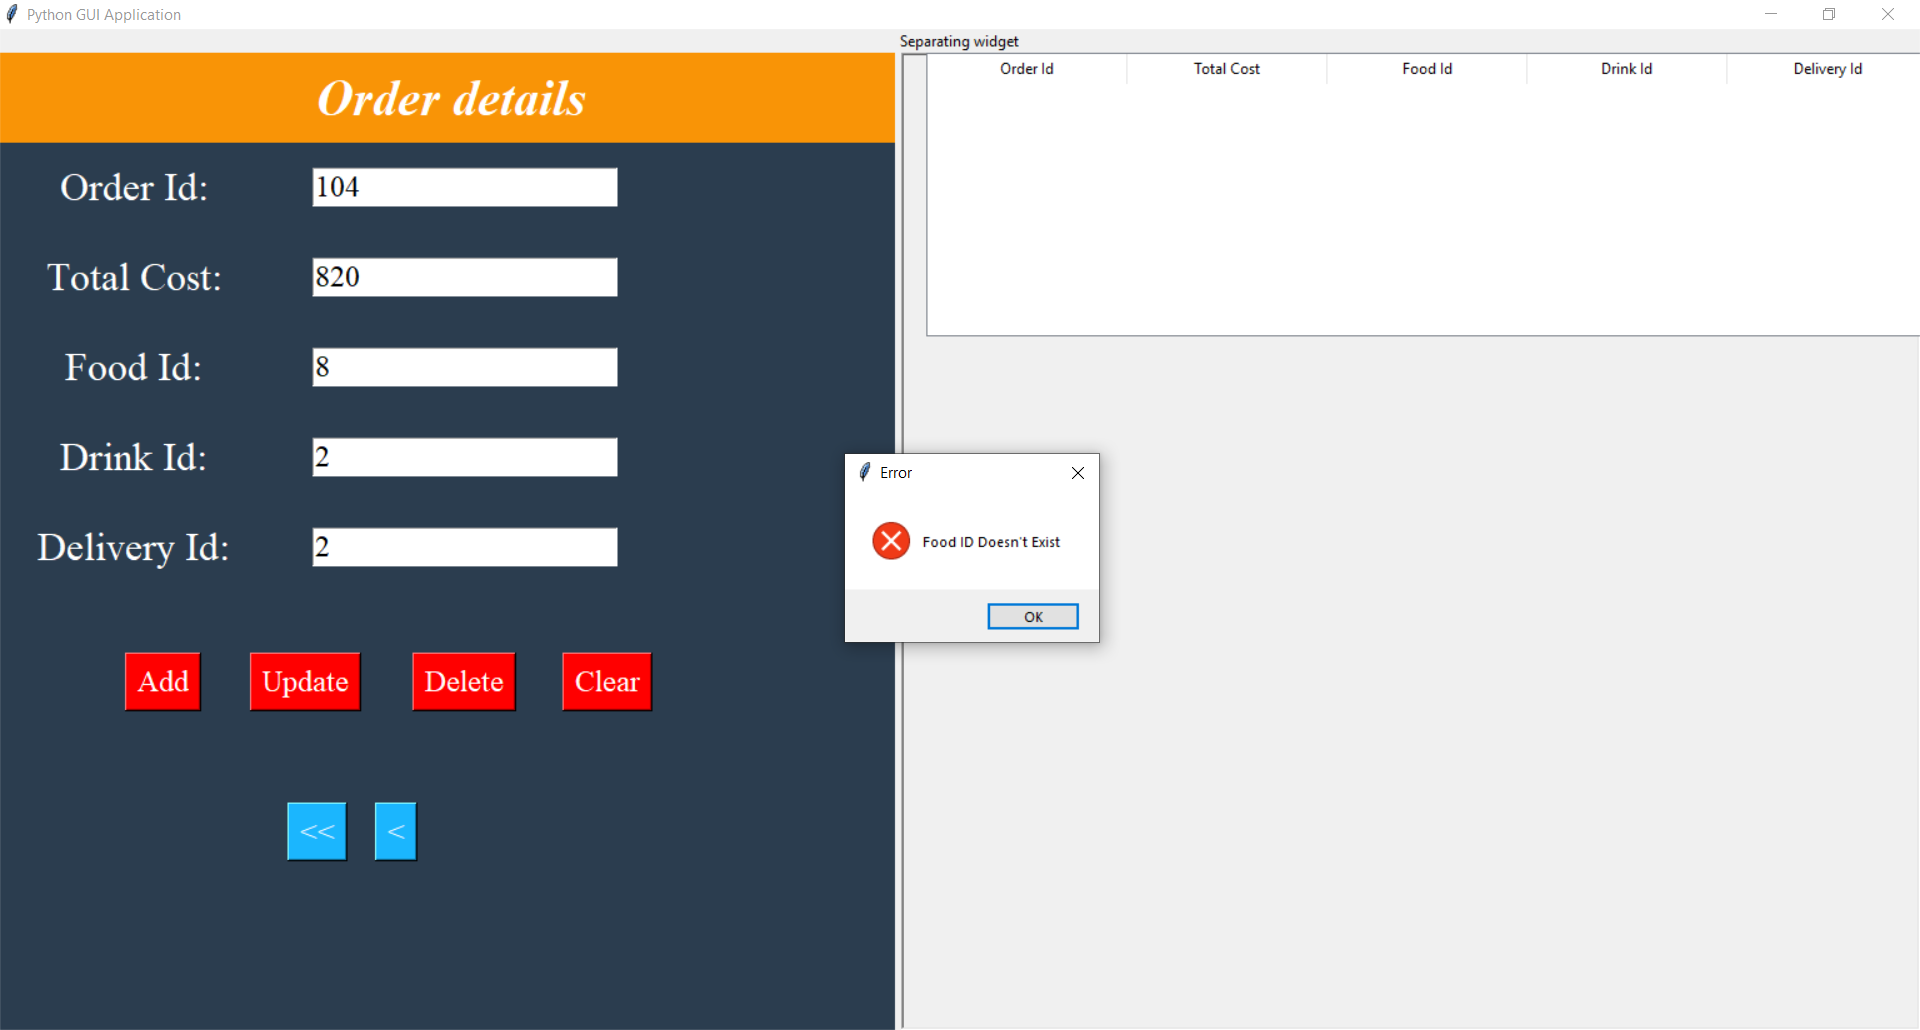 Python GUI Application
Separating widget
Order details
Order Id: 104
Total Cost: 820
Food Id: 8
Drink Id: 2
Delivery Id: 2
Add Update Delete Clear
<< <
Order Id Total Cost Food Id Drink Id Delivery Id
Error
Food ID Doesn't Exist
OK